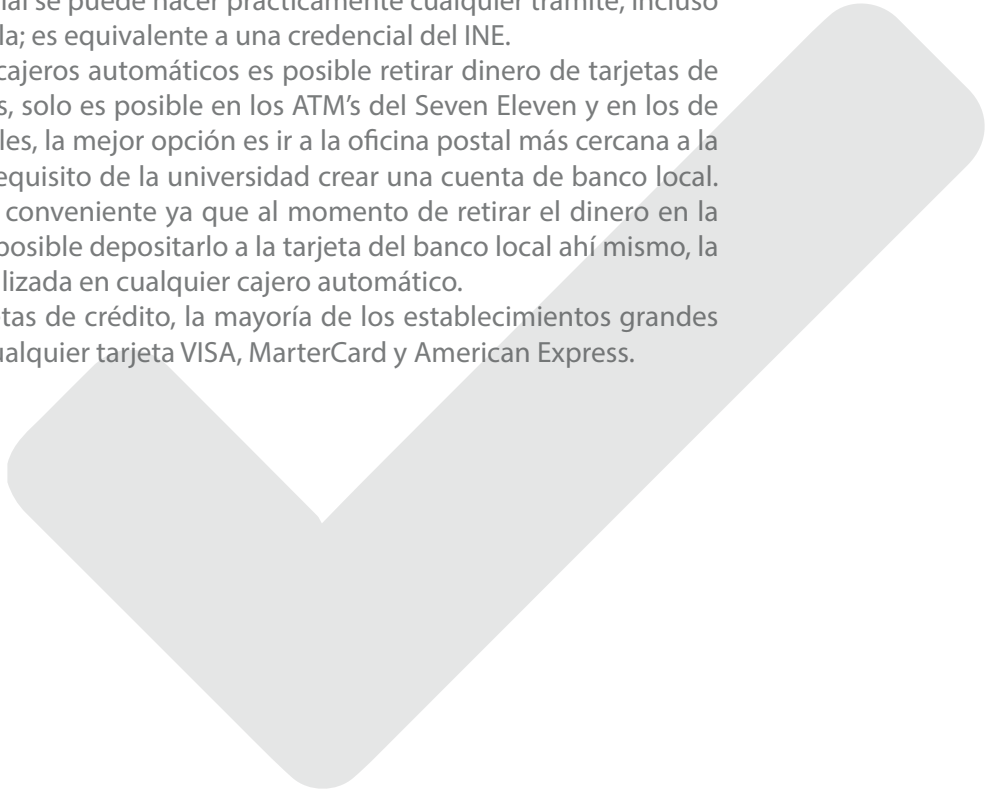 se puede hacer prácticamente cualquier trámite, incluso
la; es equivalente a una credencial del INE.
cajeros automáticos es posible retirar dinero de tarjetas de
s, solo es posible en los ATM’s del Seven Eleven y en los de
les, la mejor opción es ir a la oficina postal más cercana a la
equisito de la universidad crear una cuenta de banco local.
conveniente ya que al momento de retirar el dinero en la
posible depositarlo a la tarjeta del banco local ahí mismo, la
lizada en cualquier cajero automático.
tas de crédito, la mayoría de los establecimientos grandes
ualquier tarjeta VISA, MarterCard y American Express.